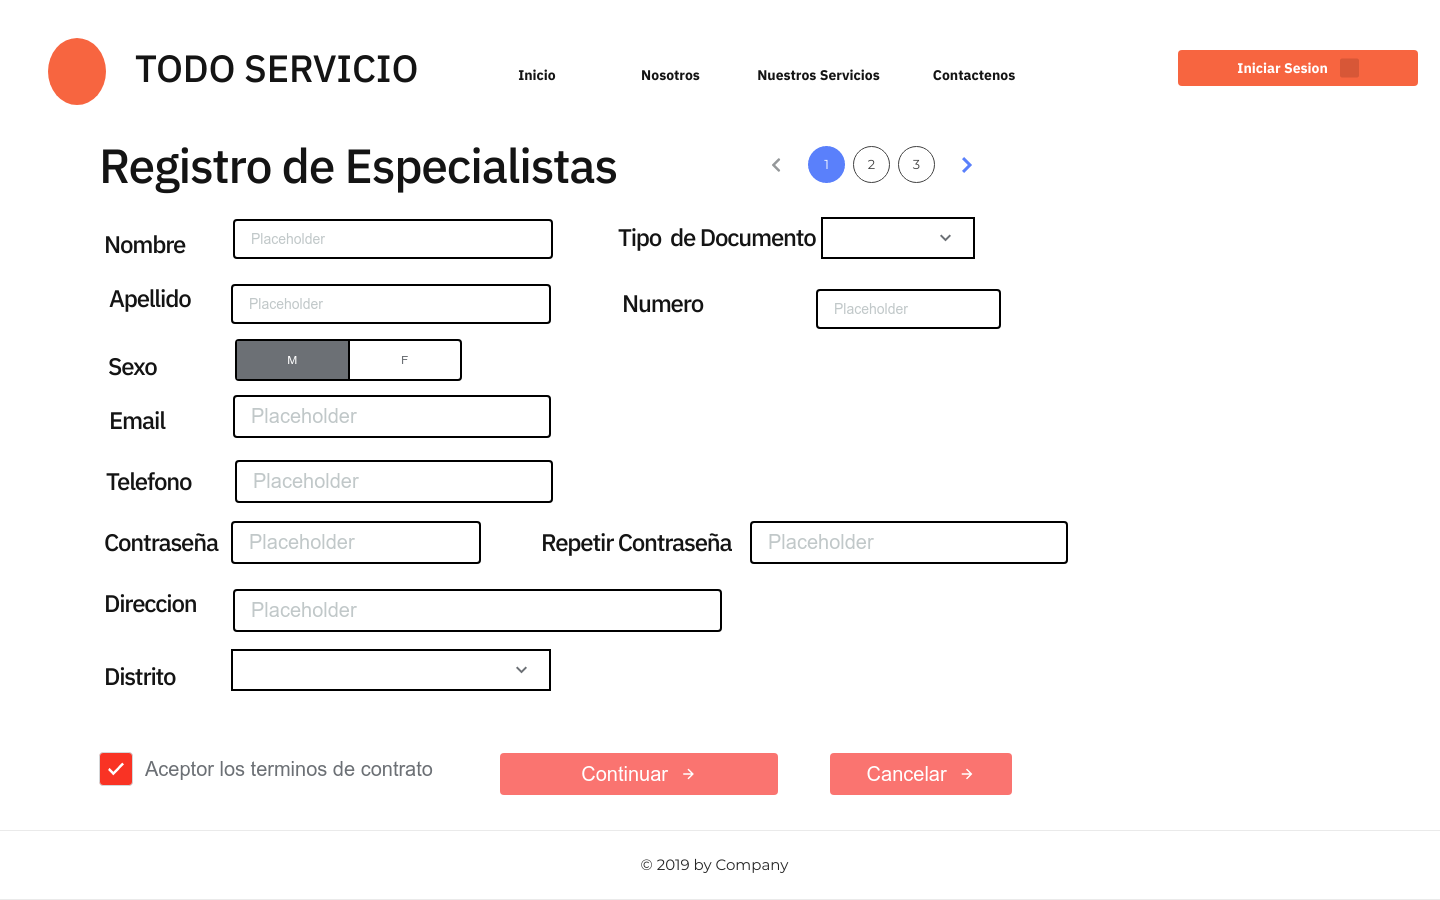 TODO SERVICIO
Inicio
Nosotros
Nuestros Servicios
Contactenos
Iniciar Sesion
Registro de Especialistas
1
2
3
Nombre
Placeholder
Tipo de Documento
Apellido
Placeholder
Numero
Placeholder
Sexo
M
F
Email
Placeholder
Telefono
Placeholder
Contraseña
Placeholder
Repetir Contraseña
Placeholder
Direccion
Placeholder
Distrito
Aceptor los terminos de contrato
Continuar
Cancelar
© 2019 by Company